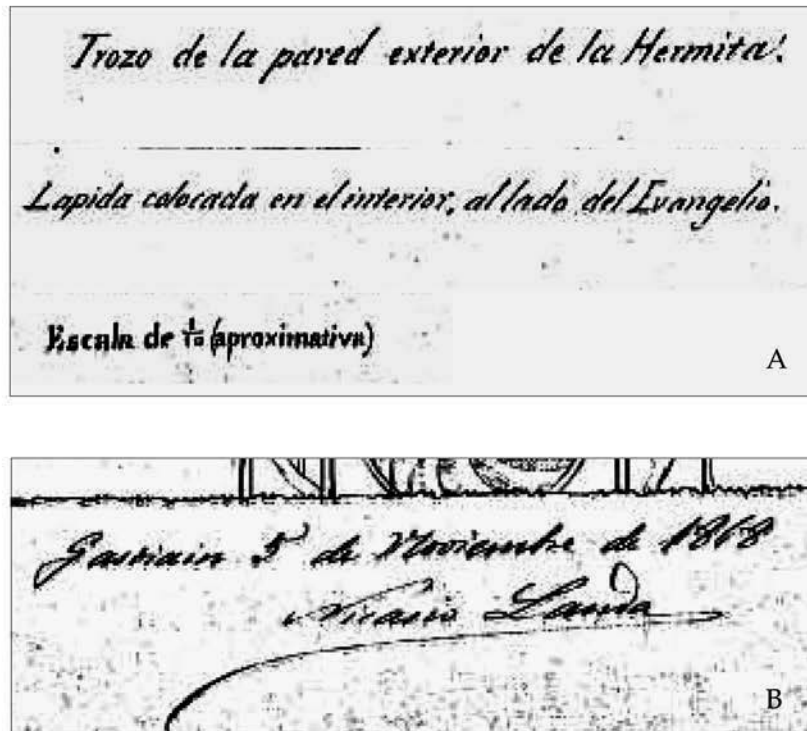 Trozo de la pared exterior de la Hermita.
Lapida colocada en el interior, al lado del Evangelio.
Escala de 1/10 (aproximativa)
A
Gastiain 5 de Noviembre de 1868
Nicasio Landa
B